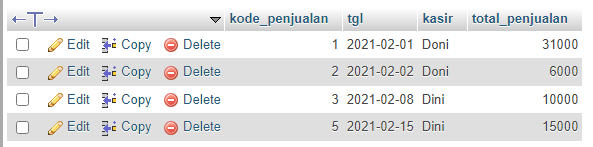 kode_penjualan tgl kasir total_penjualan
Edit Copy Delete 1 2021-02-01 Doni 31000
Edit Copy Delete 2 2021-02-02 Doni 6000
Edit Copy Delete 3 2021-02-08 Dini 10000
Edit Copy Delete 5 2021-02-15 Dini 15000